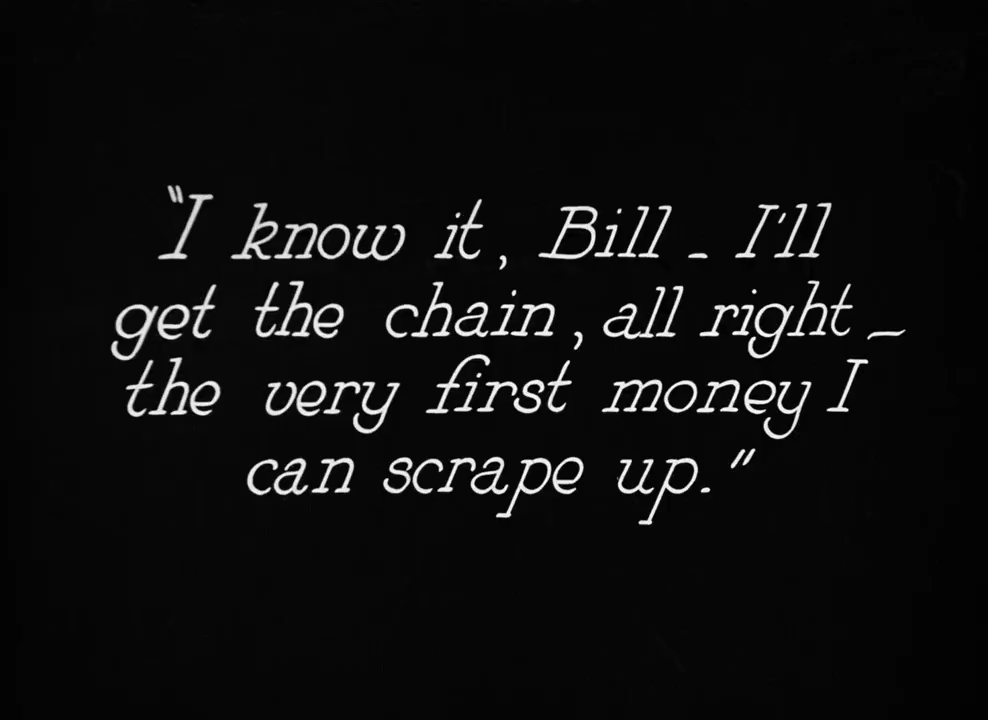 "I know it, Bill - I'll
get the chain, all right -
the very first money I
can scrape up."